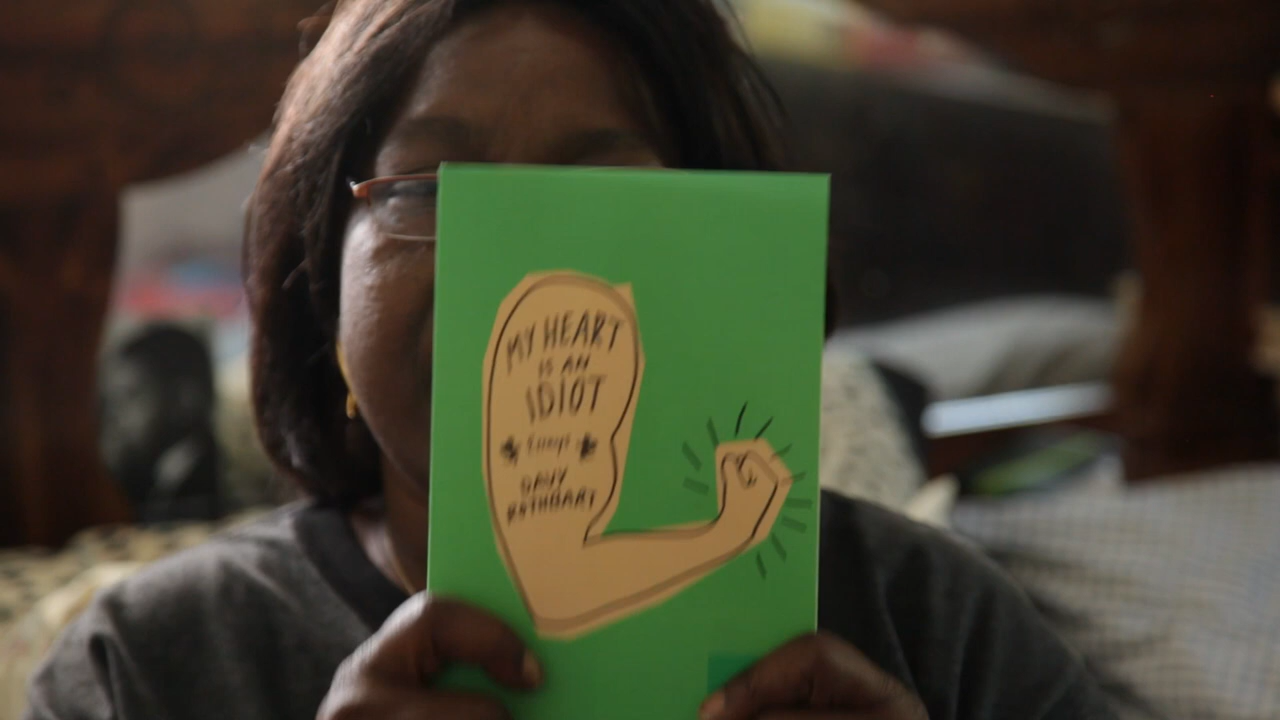 MY HEART
IS AN
IDIOT
Essays
DAVY
ROTHBART